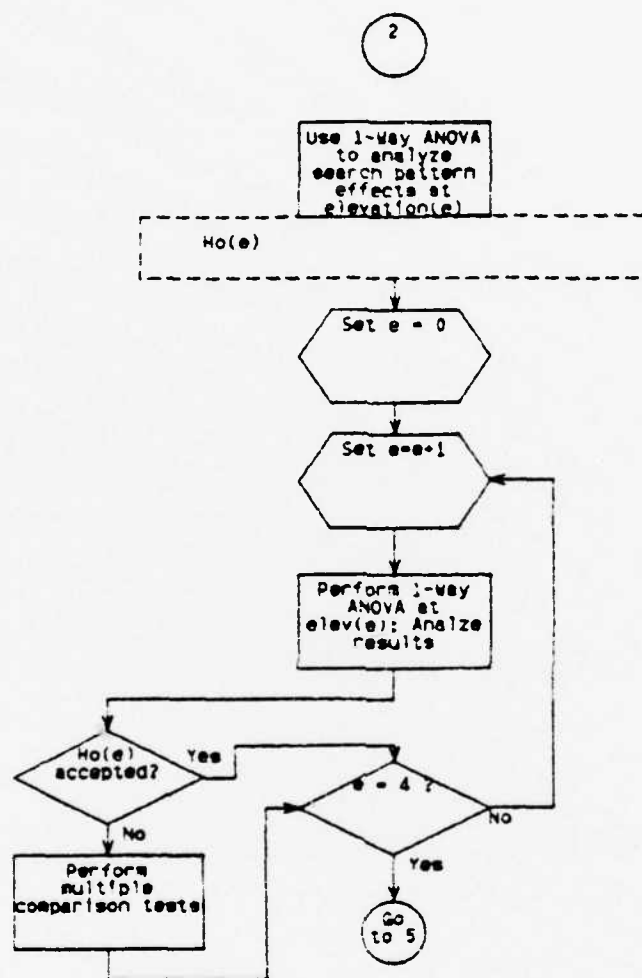 2
Use 1-Way ANOVA
to analyze
search pattern
effects at
elevation(e)
Ho(e)
Set e = 0
Set e=e+1
Perform 1-Way
ANOVA at
elev(e); Analze
results
Ho(e)
accepted?
Yes
e = 4 ?
No
No
Yes
Perform
multiple
comparison tests
Go
to 5